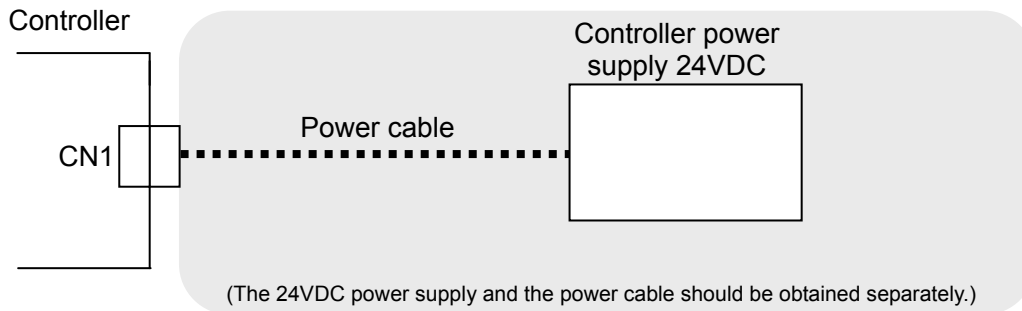 Controller
Controller power
supply 24VDC
Power cable
CN1
(The 24VDC power supply and the power cable should be obtained separately.)